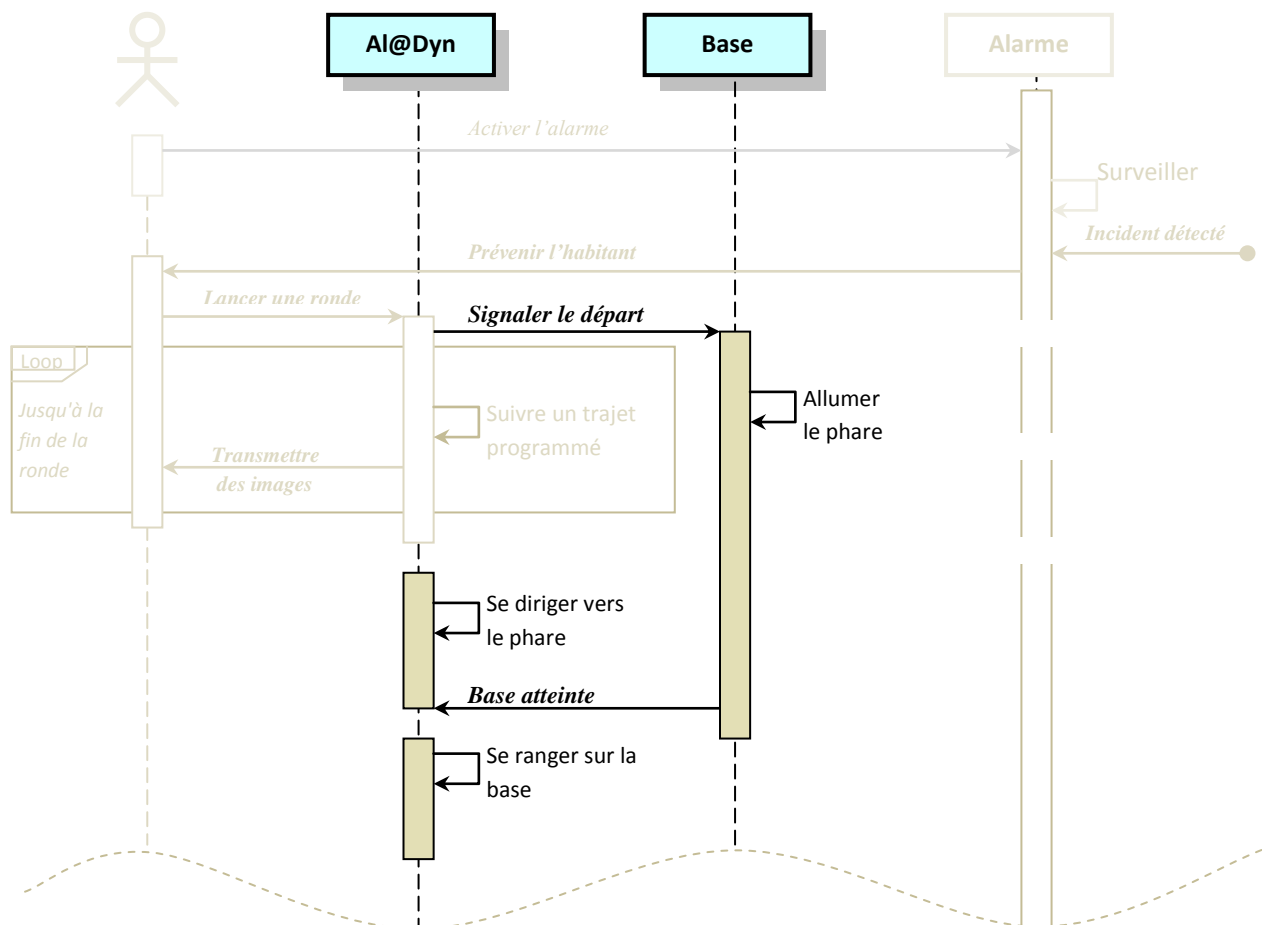 Al@Dyn
Base
Alarme
Activer l'alarme
Surveiller
Incident détecté
Prévenir l'habitant
Lancer une ronde
Signaler le départ
Loop
Jusqu'à la
fin de la
ronde
Suivre un trajet
programmé
Transmettre
des images
Allumer
le phare
Se diriger vers
le phare
Base atteinte
Se ranger sur la
base